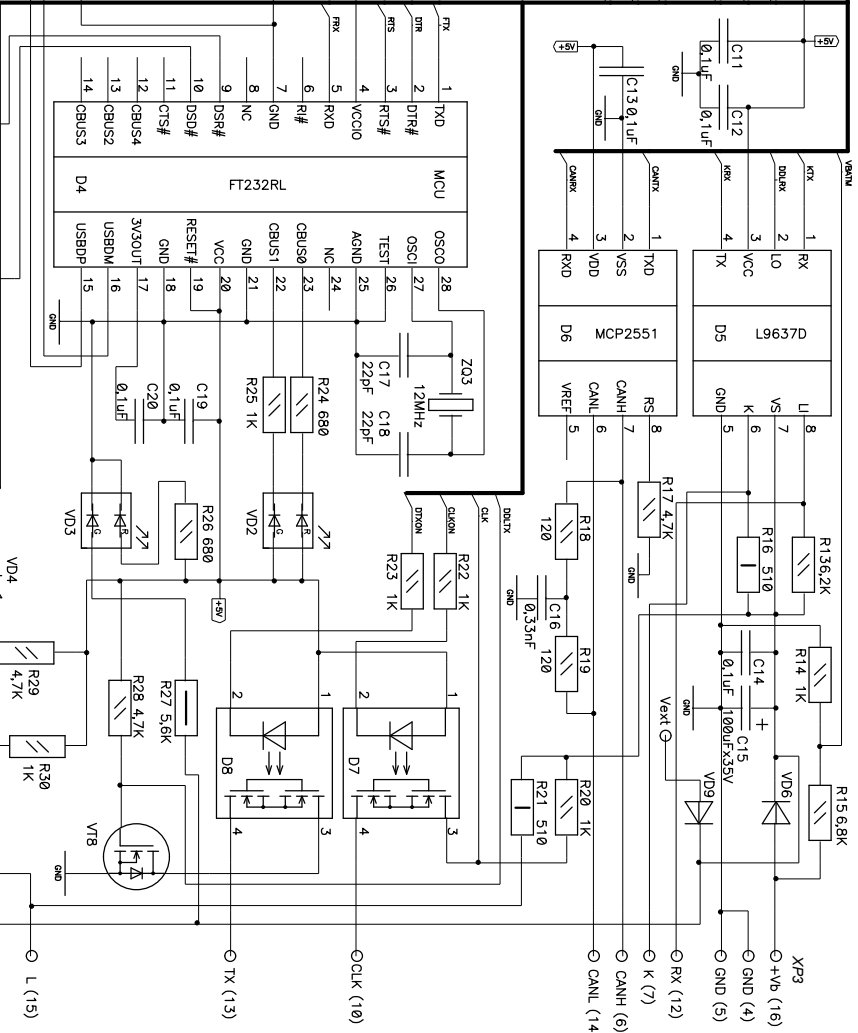 FRX
RTS
DTR
FTX
+5V
+5V
C11
0,1uF
GND
C12
0,1uF
C13
0,1uF
GND
VBATM
CANRX
CANTX
KRX
DDLRX
KTX
14
13
12
11
10
9
8
7
6
5
4
3
2
1
CBUS3
CBUS2
CBUS4
CTS#
DSD#
DSR#
NC
GND
RI#
RXD
VCCIO
RTS#
DTR#
TXD
D4
FT232RL
MCU
USBDP
USBDM
3V3OUT
GND
RESET#
VCC
GND
CBUS1
CBUS0
NC
AGND
TEST
OSCI
OSCO
15
16
17
18
19
20
21
22
23
24
25
26
27
28
4
3
2
1
RXD
VDD
VSS
TXD
D6
MCP2551
VREF
CANL
CANH
RS
5
6
7
8
4
3
2
1
TX
VCC
LO
RX
D5
L9637D
GND
K
VS
LI
5
6
7
8
GND
C20
0,1uF
C19
0,1uF
R25 1K
R24 680
C17
22pF
C18
22pF
ZQ3
12MHz
VD3
G
R
R26 680
VD2
G
R
DTXON
CLKON
CLK
DDLTX
R23 1K
R22 1K
R18
120
R17 4,7K
GND
R16 510
R13 6,2K
GND
C16
0,33nF
R19
120
+5V
VD4
R29
4,7K
R30
1K
R28 4,7K
R27 5,6K
2
1
D8
4
3
2
1
D7
4
3
VT8
GND
R21 510
R20 1K
C14
0,1uF
C15
100uFx35V
+
GND
R14 1K
Vext
VD9
VD6
R15 6,8K
XP3
L (15)
TX (13)
CLK (10)
CANL (14
CANH (6)
K (7)
RX (12)
GND (5)
GND (4)
+Vb (16)